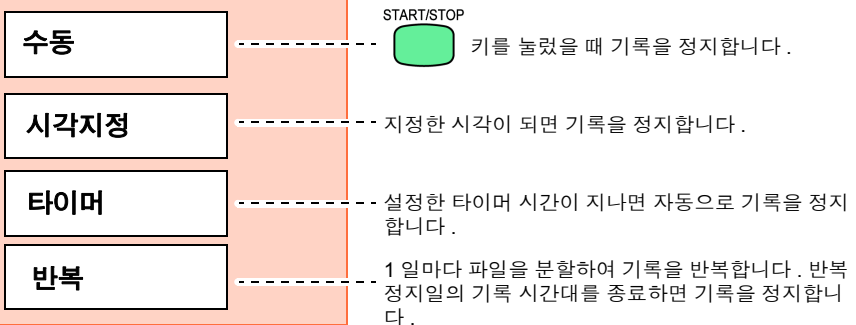 START/STOP
수동
키를 눌렀을 때 기록을 정지합니다 .
시각지정
지정한 시각이 되면 기록을 정지합니다 .
타이머
설정한 타이머 시간이 지나면 자동으로 기록을 정지
합니다 .
반복
1 일마다 파일을 분할하여 기록을 반복합니다 . 반복
정지일의 기록 시간대를 종료하면 기록을 정지합니
다 .